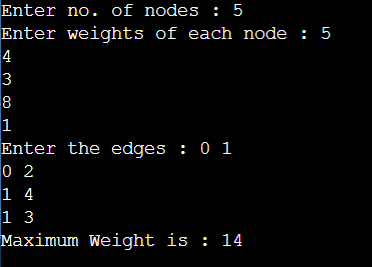 Enter no. of nodes : 5
Enter weights of each node : 5
4
3
8
1
Enter the edges : 0 1
0 2
1 4
1 3
Maximum Weight is : 14